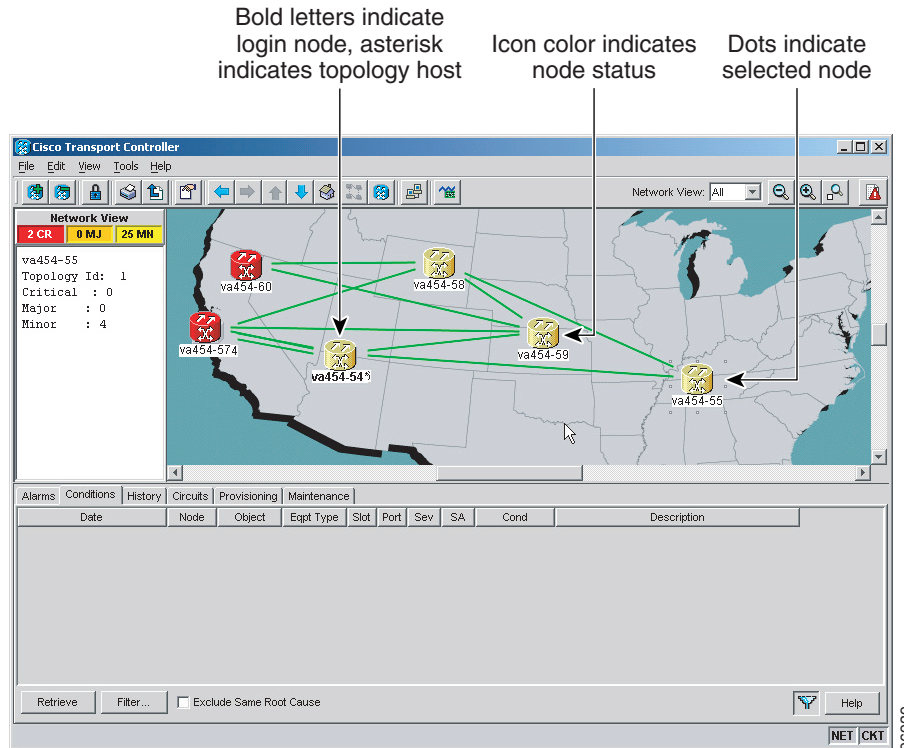 Bold letters indicate
login node, asterisk
indicates topology host
Icon color indicates
node status
Dots indicate
selected node
Cisco Transport Controller
File Edit View Tools Help
Network View: All
Network View
2 CR 0 MJ 25 MN
va454-55
Topology Id: 1
Critical : 0
Major : 0
Minor : 4
va454-60
va454-58
va454-574
va454-59
va454-54*)
va454-55
Alarms Conditions History Circuits Provisioning Maintenance
Date Node Object Eqpt Type Slot Port Sev SA Cond Description
Retrieve Filter... Exclude Same Root Cause Help
NET CKT